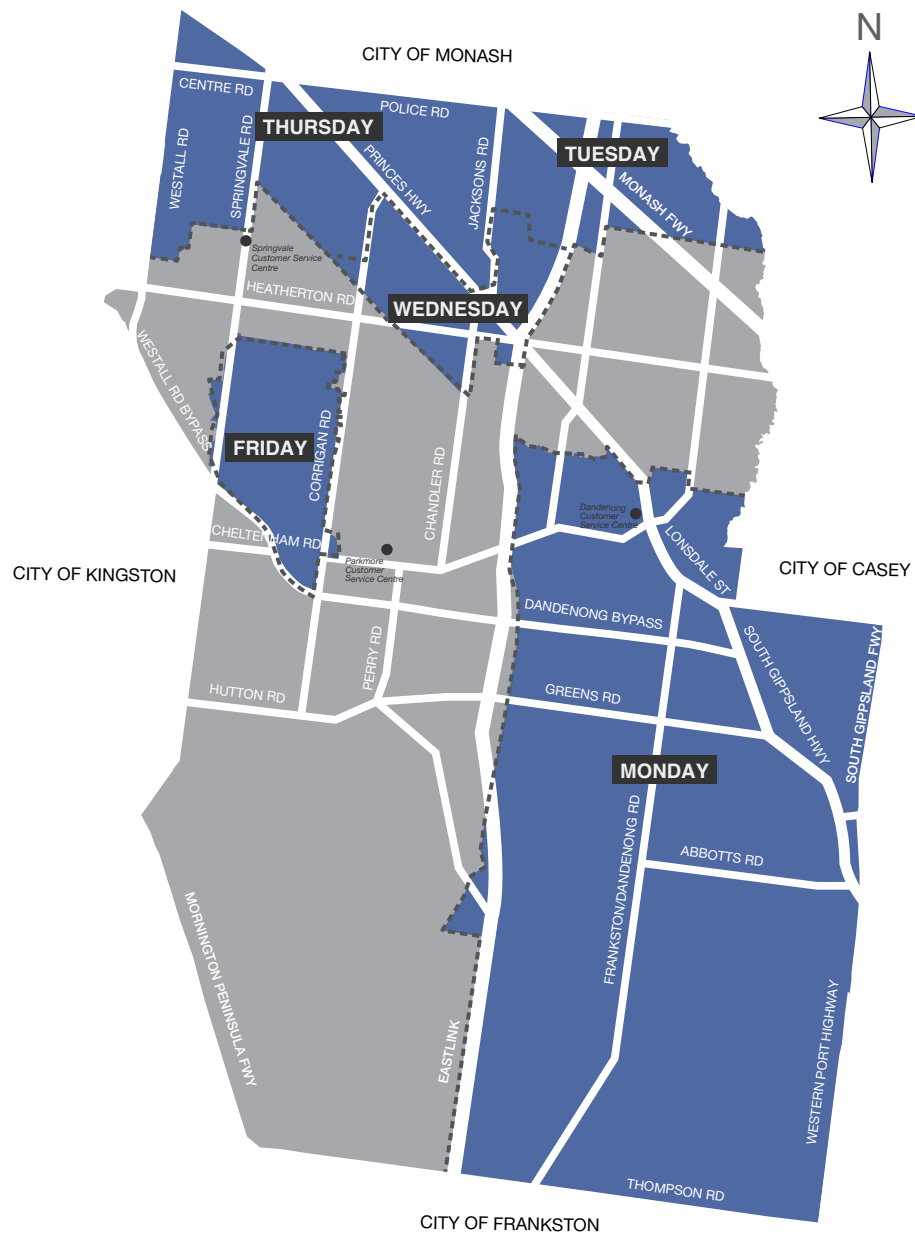 N
CITY OF MONASH
CENTRE RD
POLICE RD
THURSDAY
TUESDAY
WESTALL RD
SPRINGVALE RD
PRINCES HWY
JACKSONS RD
MONASH FWY
Springvale
Customer Service
Centre
HEATHERTON RD
WEDNESDAY
WESTALL RD BYPASS
FRIDAY
CORRIGAN RD
CHANDLER RD
Dandenong
Customer
Service Centre
CHELTENHAM RD
Parkmore
Customer
Service Centre
LONSDALE ST
CITY OF KINGSTON
CITY OF CASEY
DANDENONG BYPASS
PERRY RD
SOUTH GIPPSLAND HWY
SOUTH GIPPSLAND FWY
HUTTON RD
GREENS RD
MONDAY
FRANKSTON/DANDENONG RD
ABBOTTS RD
MORNINGTON PENINSULA FWY
EASTLINK
WESTERN PORT HIGHWAY
THOMPSON RD
CITY OF FRANKSTON